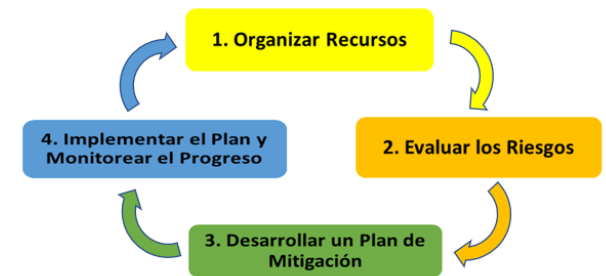 1. Organizar Recursos
2. Evaluar los Riesgos
3. Desarrollar un Plan de
Mitigación
4. Implementar el Plan y
Monitorear el Progreso